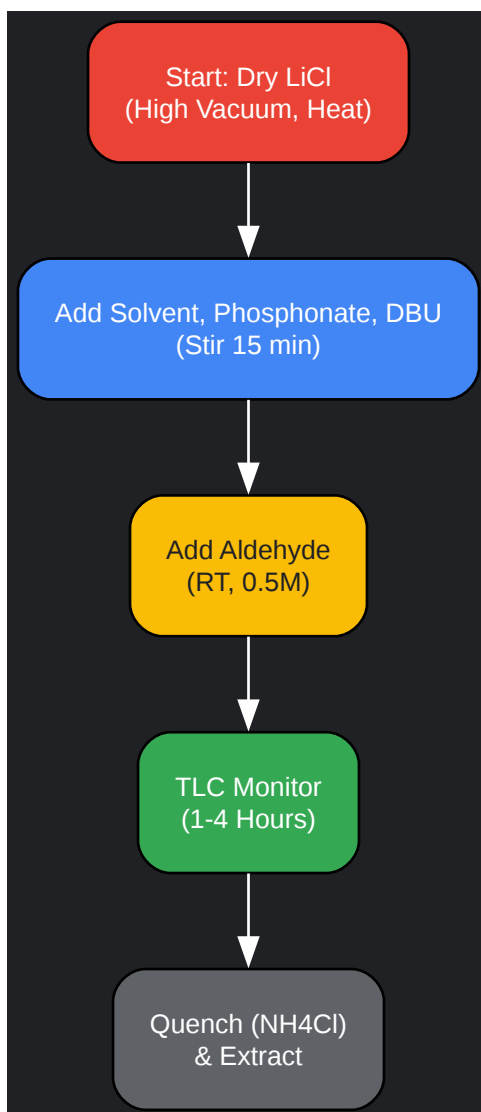 Start: Dry LiCl
(High Vacuum, Heat)
Add Solvent, Phosphonate, DBU
(Stir 15 min)
Add Aldehyde
(RT, 0.5M)
TLC Monitor
(1-4 Hours)
Quench (NH4Cl)
& Extract